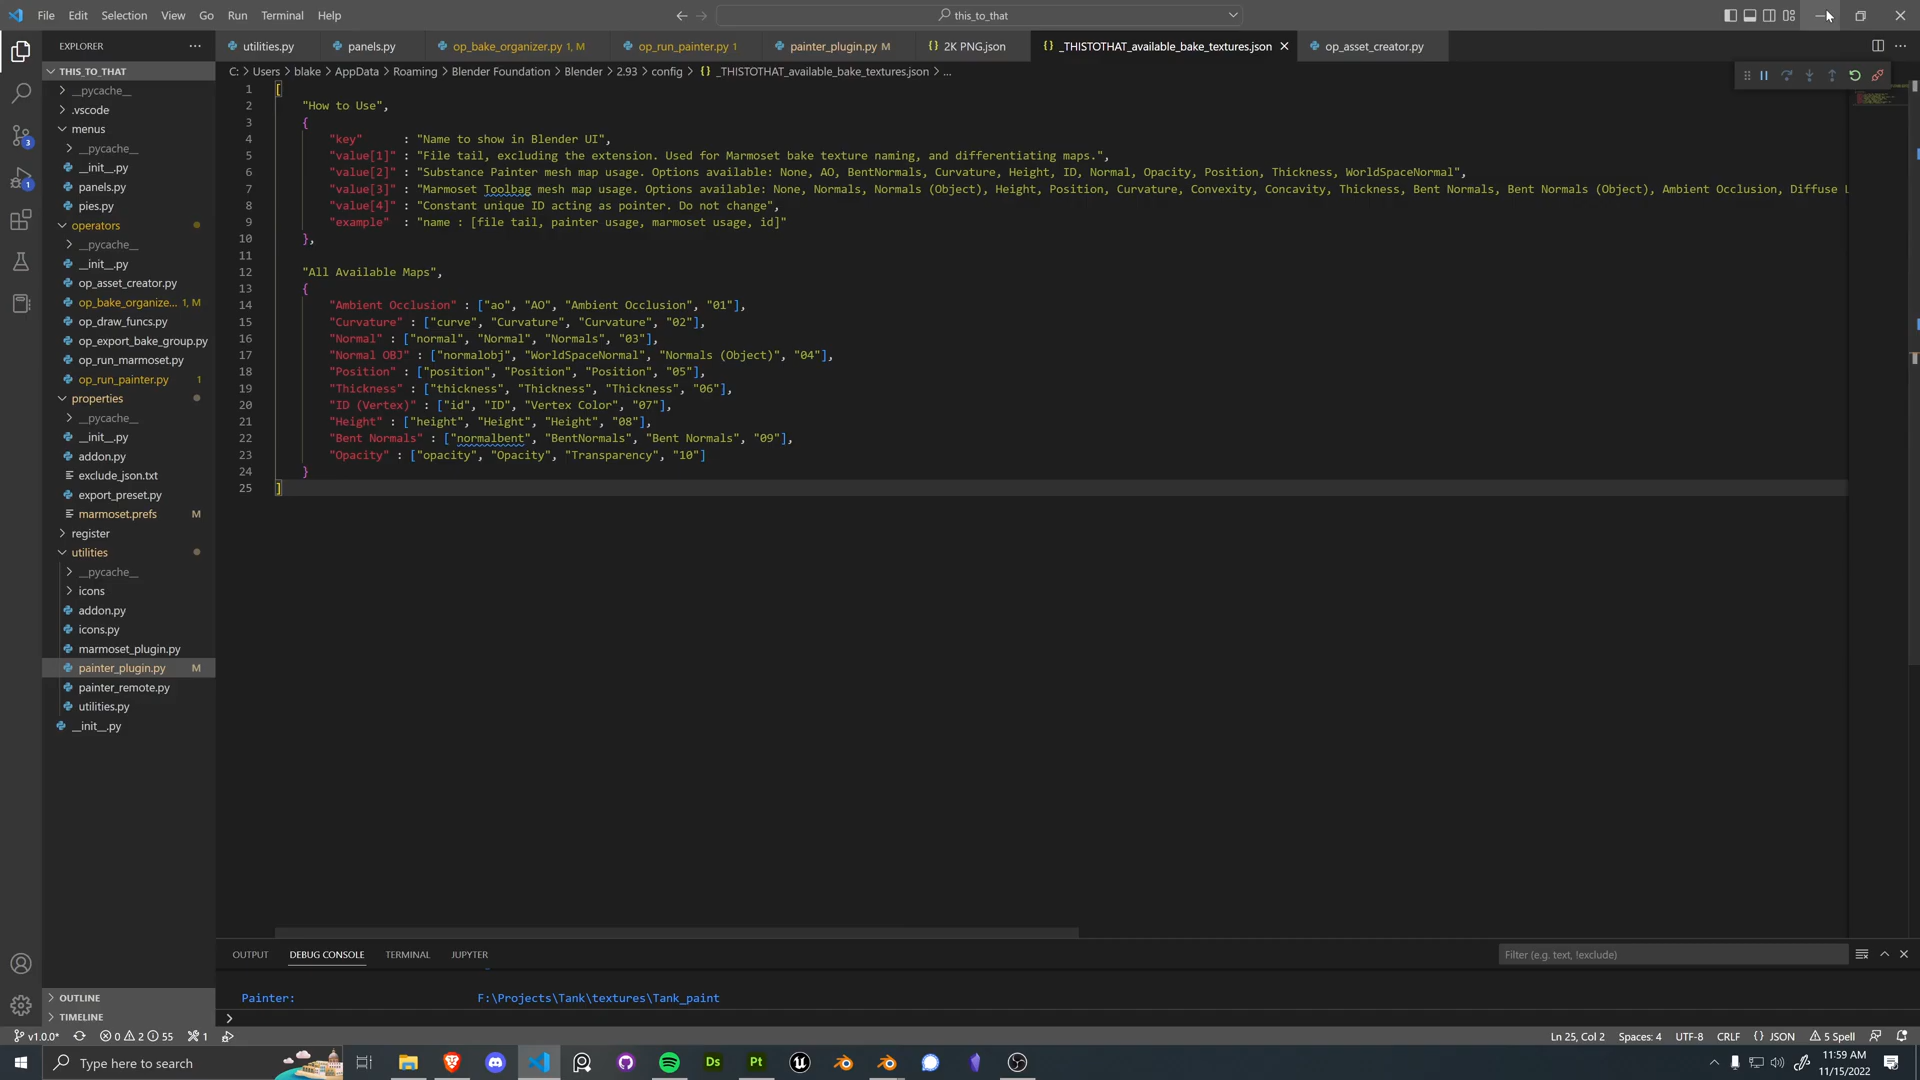 File Edit Selection View Go Run Terminal Help
this_to_that
EXPLORER
utilities.py
panels.py
op_bake_organizer.py 1, M
op_run_painter.py 1
painter_plugin.py M
2K PNG.json
_THISTOTHAT_available_bake_textures.json
op_asset_creator.py
C: > Users > blake > AppData > Roaming > Blender Foundation > Blender > 2.93 > config > {} _THISTOTHAT_available_bake_textures.json > ...
THIS_TO_THAT
__pycache__
.vscode
menus
__pycache__
__init__.py
panels.py
pies.py
operators
__pycache__
__init__.py
op_asset_creator.py
op_bake_organize... 1, M
op_draw_funcs.py
op_export_bake_group.py
op_run_marmoset.py
op_run_painter.py 1
properties
__pycache__
__init__.py
addon.py
exclude_json.txt
export_preset.py
marmoset.prefs M
register
utilities
__pycache__
icons
addon.py
icons.py
marmoset_plugin.py
painter_plugin.py M
painter_remote.py
utilities.py
__init__.py
OUTLINE
TIMELINE
1 [
2 "How to Use",
3 {
4 "key" : "Name to show in Blender UI",
5 "value[1]" : "File tail, excluding the extension. Used for Marmoset bake texture naming, and differentiating maps.",
6 "value[2]" : "Substance Painter mesh map usage. Options available: None, AO, BentNormals, Curvature, Height, ID, Normal, Opacity, Position, Thickness, WorldSpaceNormal",
7 "value[3]" : "Marmoset Toolbag mesh map usage. Options available: None, Normals, Normals (Object), Height, Position, Curvature, Convexity, Concavity, Thickness, Bent Normals, Bent Normals (Object), Ambient Occlusion, Diffuse L
8 "value[4]" : "Constant unique ID acting as pointer. Do not change",
9 "example" : "name : [file tail, painter usage, marmoset usage, id]"
10 },
11
12 "All Available Maps",
13 {
14 "Ambient Occlusion" : ["ao", "AO", "Ambient Occlusion", "01"],
15 "Curvature" : ["curve", "Curvature", "Curvature", "02"],
16 "Normal" : ["normal", "Normal", "Normals", "03"],
17 "Normal OBJ" : ["normalobj", "WorldSpaceNormal", "Normals (Object)", "04"],
18 "Position" : ["position", "Position", "Position", "05"],
19 "Thickness" : ["thickness", "Thickness", "Thickness", "06"],
20 "ID (Vertex)" : ["id", "ID", "Vertex Color", "07"],
21 "Height" : ["height", "Height", "Height", "08"],
22 "Bent Normals" : ["normalbent", "BentNormals", "Bent Normals", "09"],
23 "Opacity" : ["opacity", "Opacity", "Transparency", "10"]
24 }
25 ]
OUTPUT DEBUG CONSOLE TERMINAL JUPYTER
Filter (e.g. text, !exclude)
Painter: F:\Projects\Tank\textures\Tank_paint
v1.0.0* 0 2 55 1
Ln 25, Col 2 Spaces: 4 UTF-8 CRLF {} JSON 5 Spell
Type here to search
Ds
Pt
11:59 AM
11/15/2022